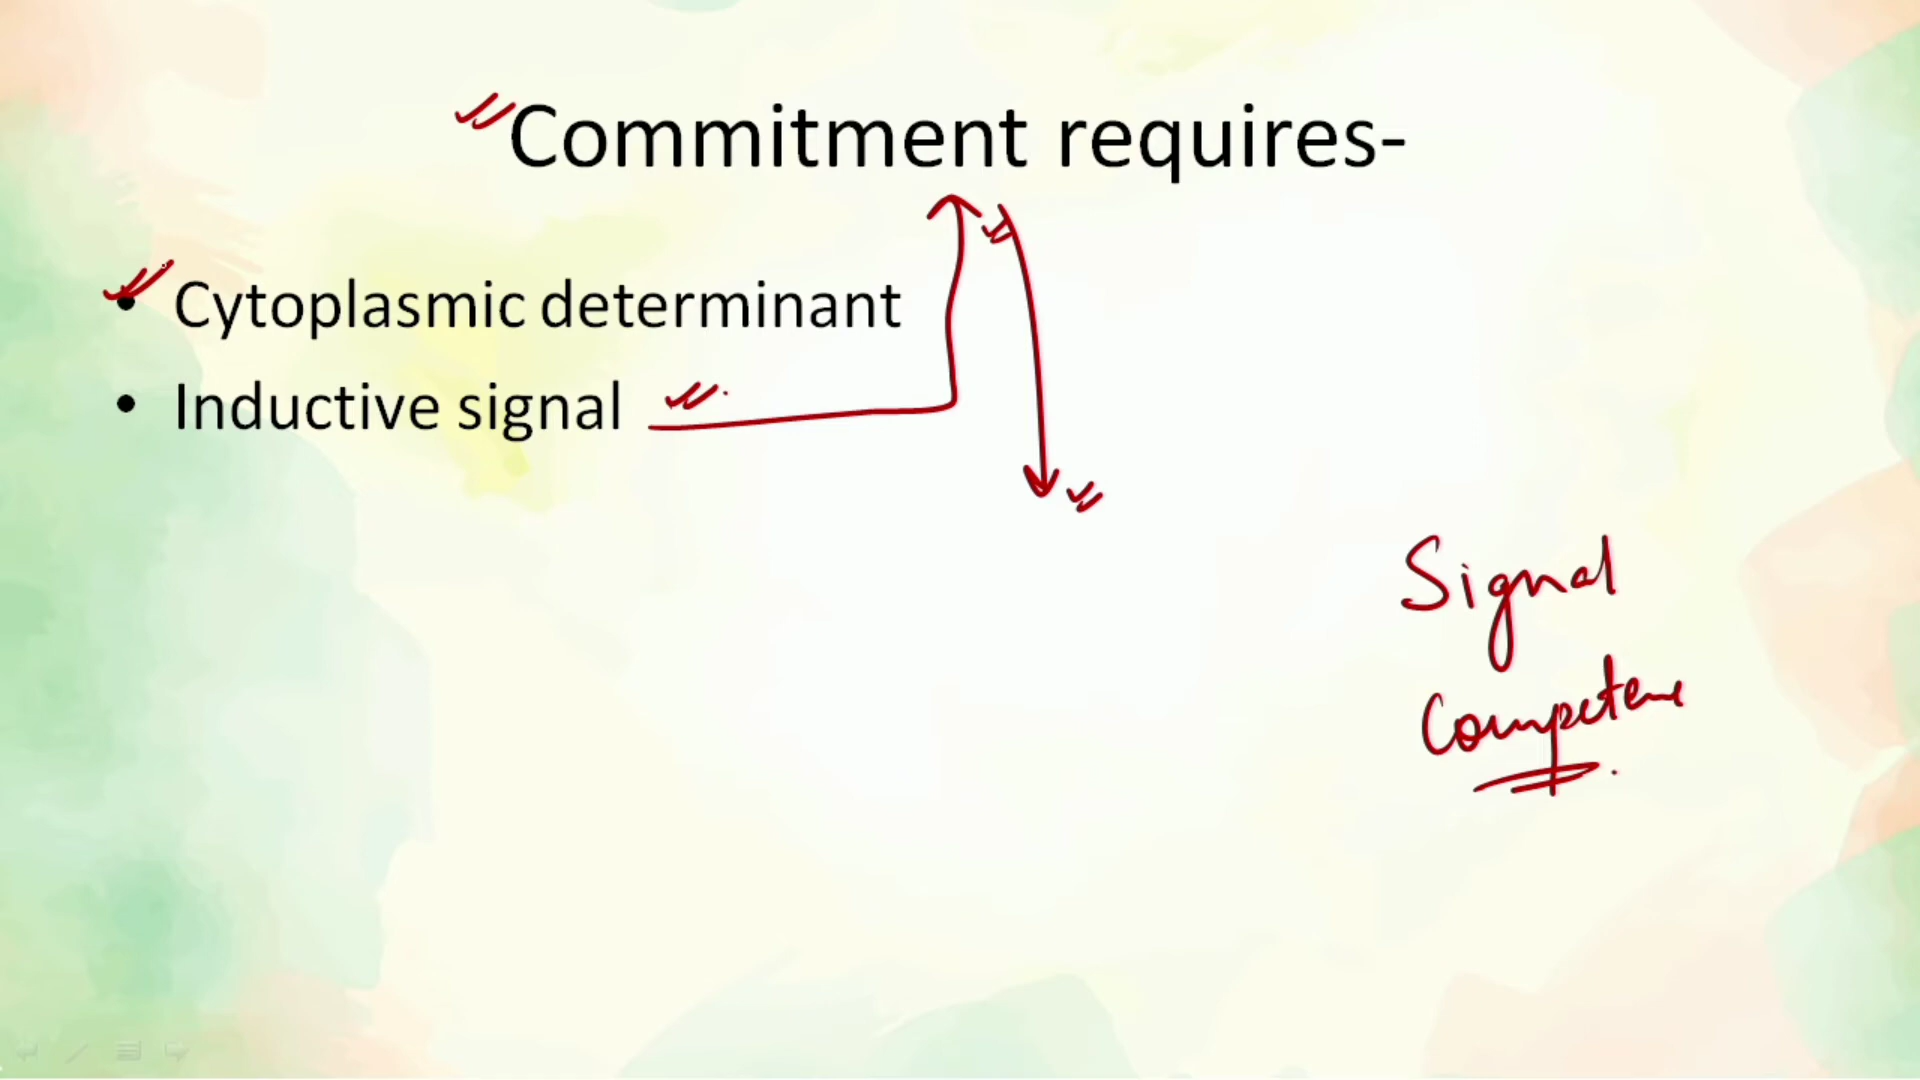 Commitment requires-
• Cytoplasmic determinant
• Inductive signal
Signal
Competence